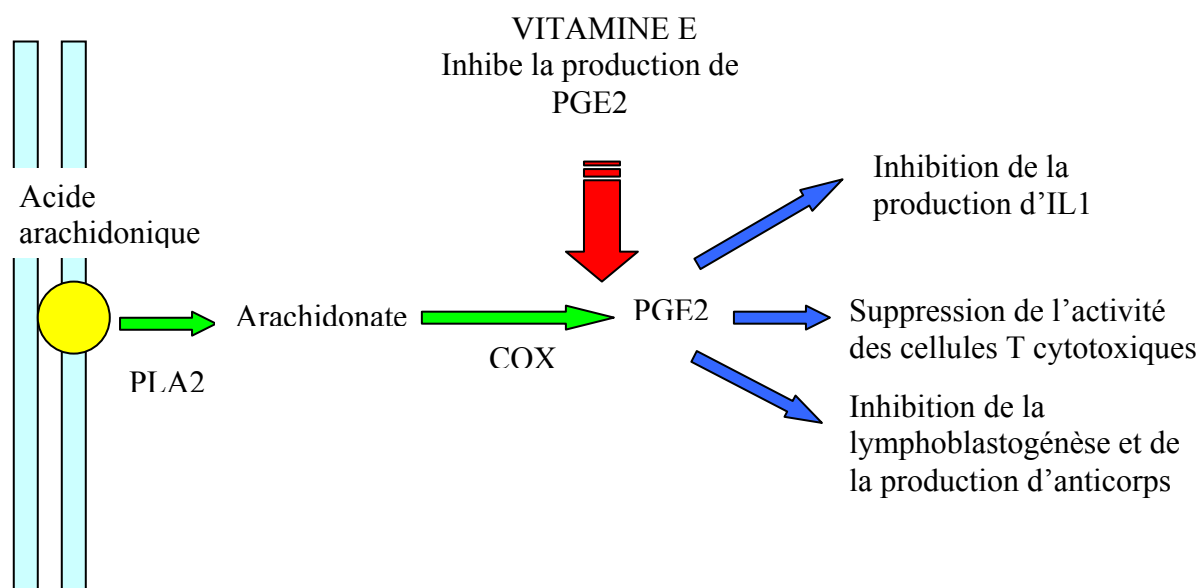 VITAMINE E
Inhibe la production de
PGE2
Acide
arachidonique
PLA2
Arachidonate
COX
PGE2
Inhibition de la
production d’IL1
Suppression de l’activité
des cellules T cytotoxiques
Inhibition de la
lymphoblastogénèse et de
la production d’anticorps